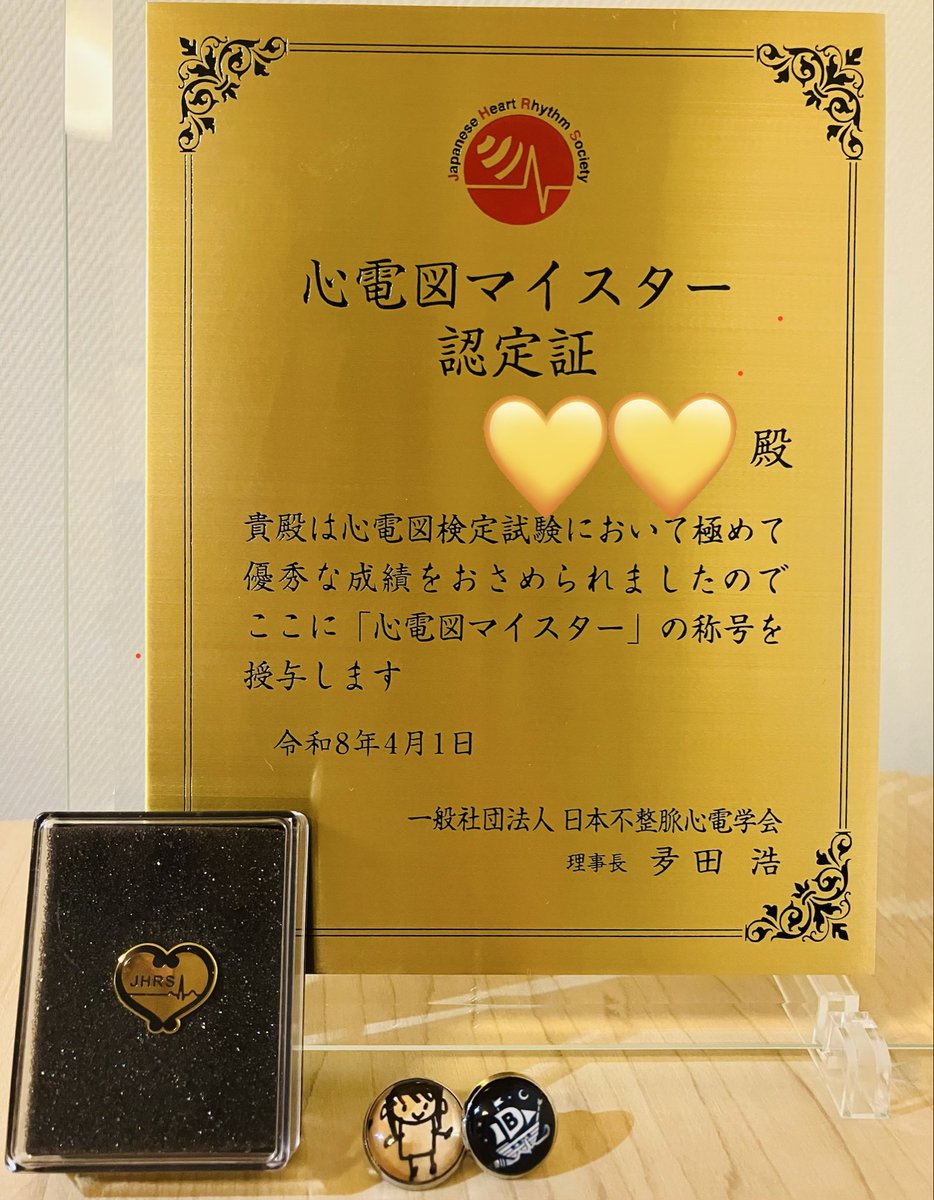 Japanese Heart Rhythm Society
心電図マイスター
認定証
殿
貴殿は心電図検定試験において極めて
優秀な成績をおさめられましたので
ここに「心電図マイスター」の称号を
授与します
令和8年4月1日
一般社団法人 日本不整脈心電学会
理事長 夛田 浩
JHRS
B